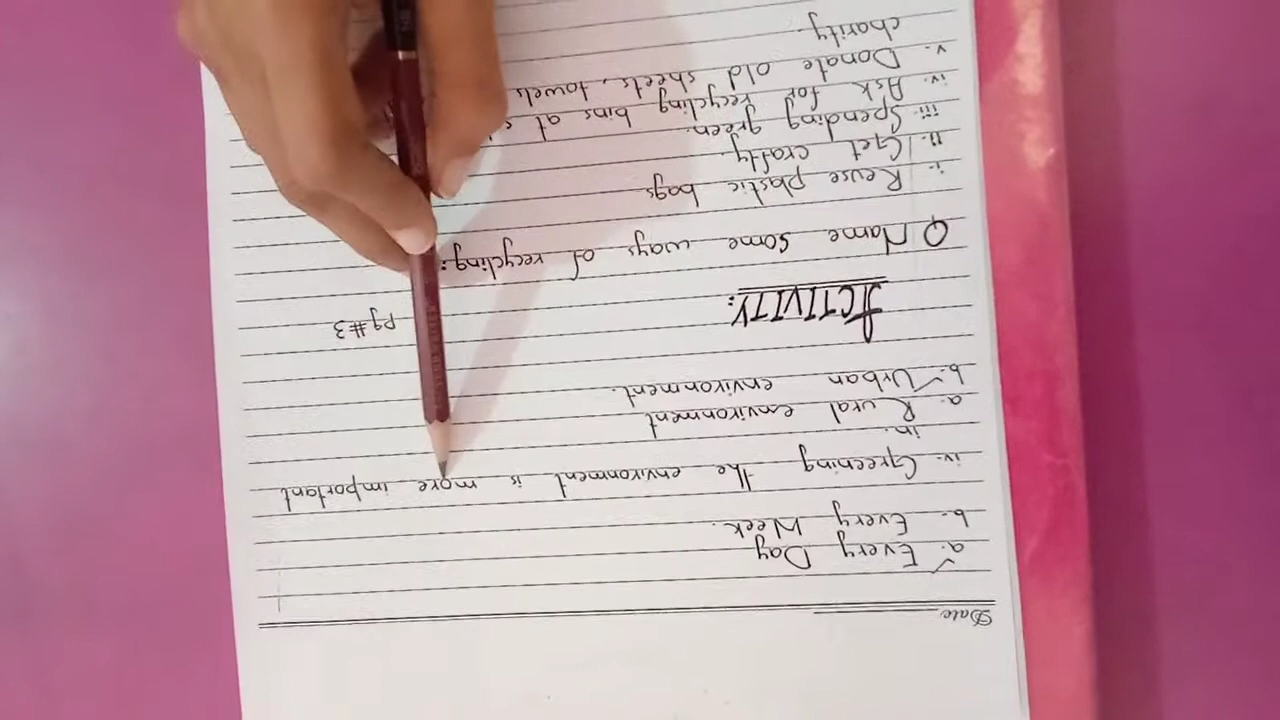 Date
a. Every Day
b. Every Week.
iv. Greening the environment is more important
in.
a. Rural environment
b. Urban environment.
Pg#3
ACTIVITY:
Q Name some ways of recycling:
i. Reuse plastic bags
ii. Get crafty.
iii. Spending green.
iv. Ask for recycling bins at
v. Donate old sheets, towels
charity.